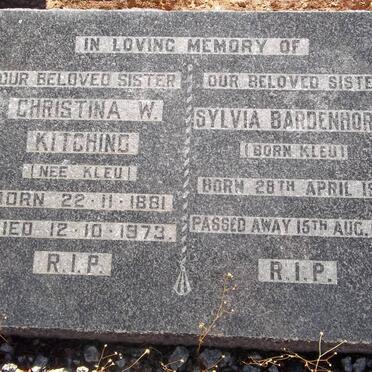 IN LOVING MEMORY OF
OUR BELOVED SISTER
CHRISTINA W.
KITCHING
(NEE KLEU)
BORN 22-11-1881
DIED 12-10-1973.
R.I.P.
OUR BELOVED SISTE
SYLVIA BARDENHOR
(BORN KLEU)
BORN 28TH APRIL
PASSED AWAY 15TH AUG.
R.I.P.